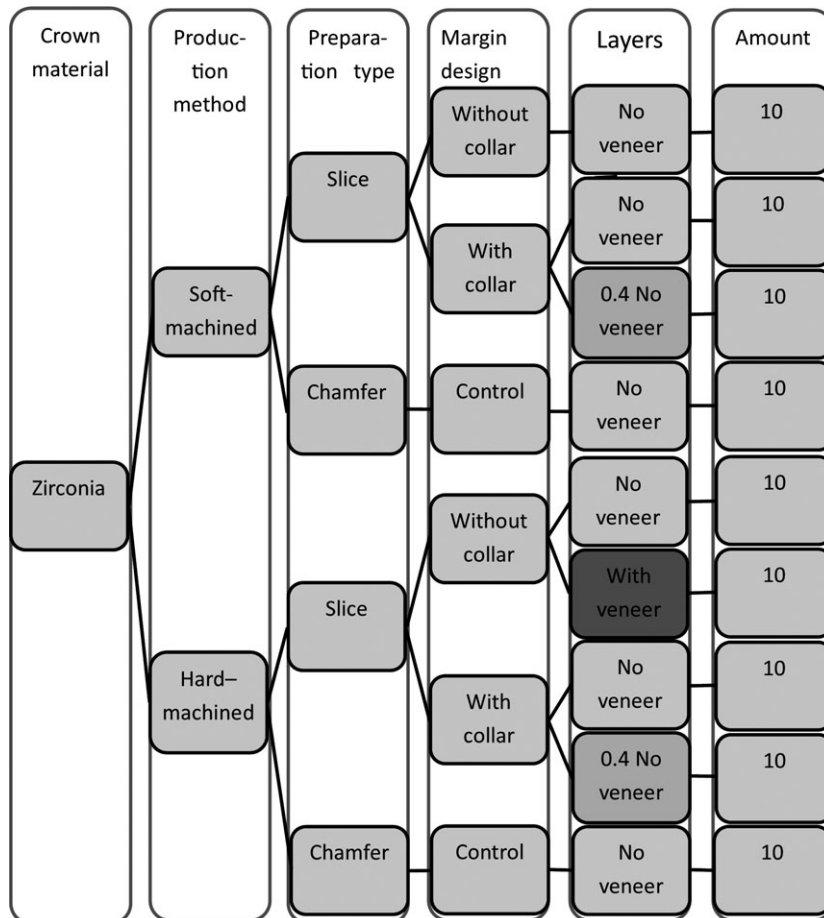 Crown
material
Produc-
tion
method
Prepara-
tion type
Margin
design
Layers
Amount
Zirconia
Soft-
machined
Hard–
machined
Slice
Chamfer
Slice
Chamfer
Without
collar
With
collar
Control
Without
collar
With
collar
Control
No
veneer
No
veneer
0.4 No
veneer
No
veneer
No
veneer
With
veneer
No
veneer
0.4 No
veneer
No
veneer
10
10
10
10
10
10
10
10
10